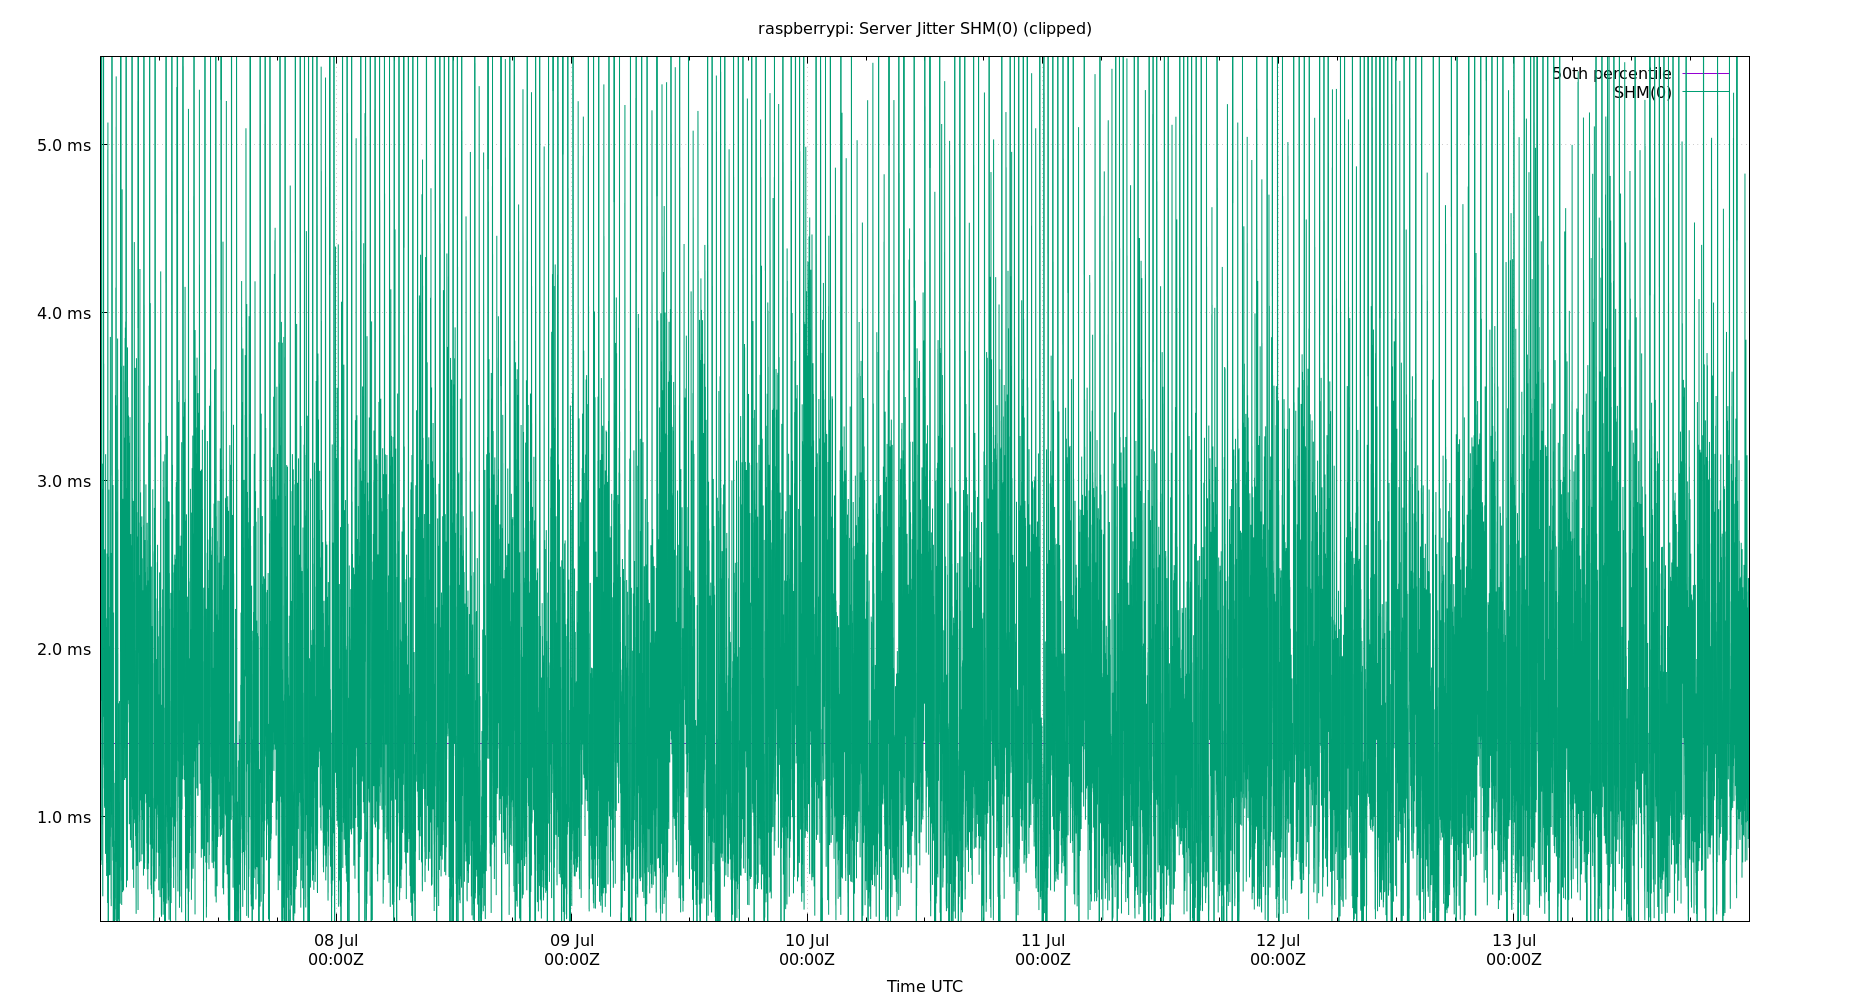 raspberrypi: Server Jitter SHM(0) (clipped)
50th percentile
SHM(0)
5.0 ms
4.0 ms
3.0 ms
2.0 ms
1.0 ms
08 Jul 09 Jul 10 Jul 11 Jul 12 Jul 13 Jul
00:00Z 00:00Z 00:00Z 00:00Z 00:00Z 00:00Z
Time UTC